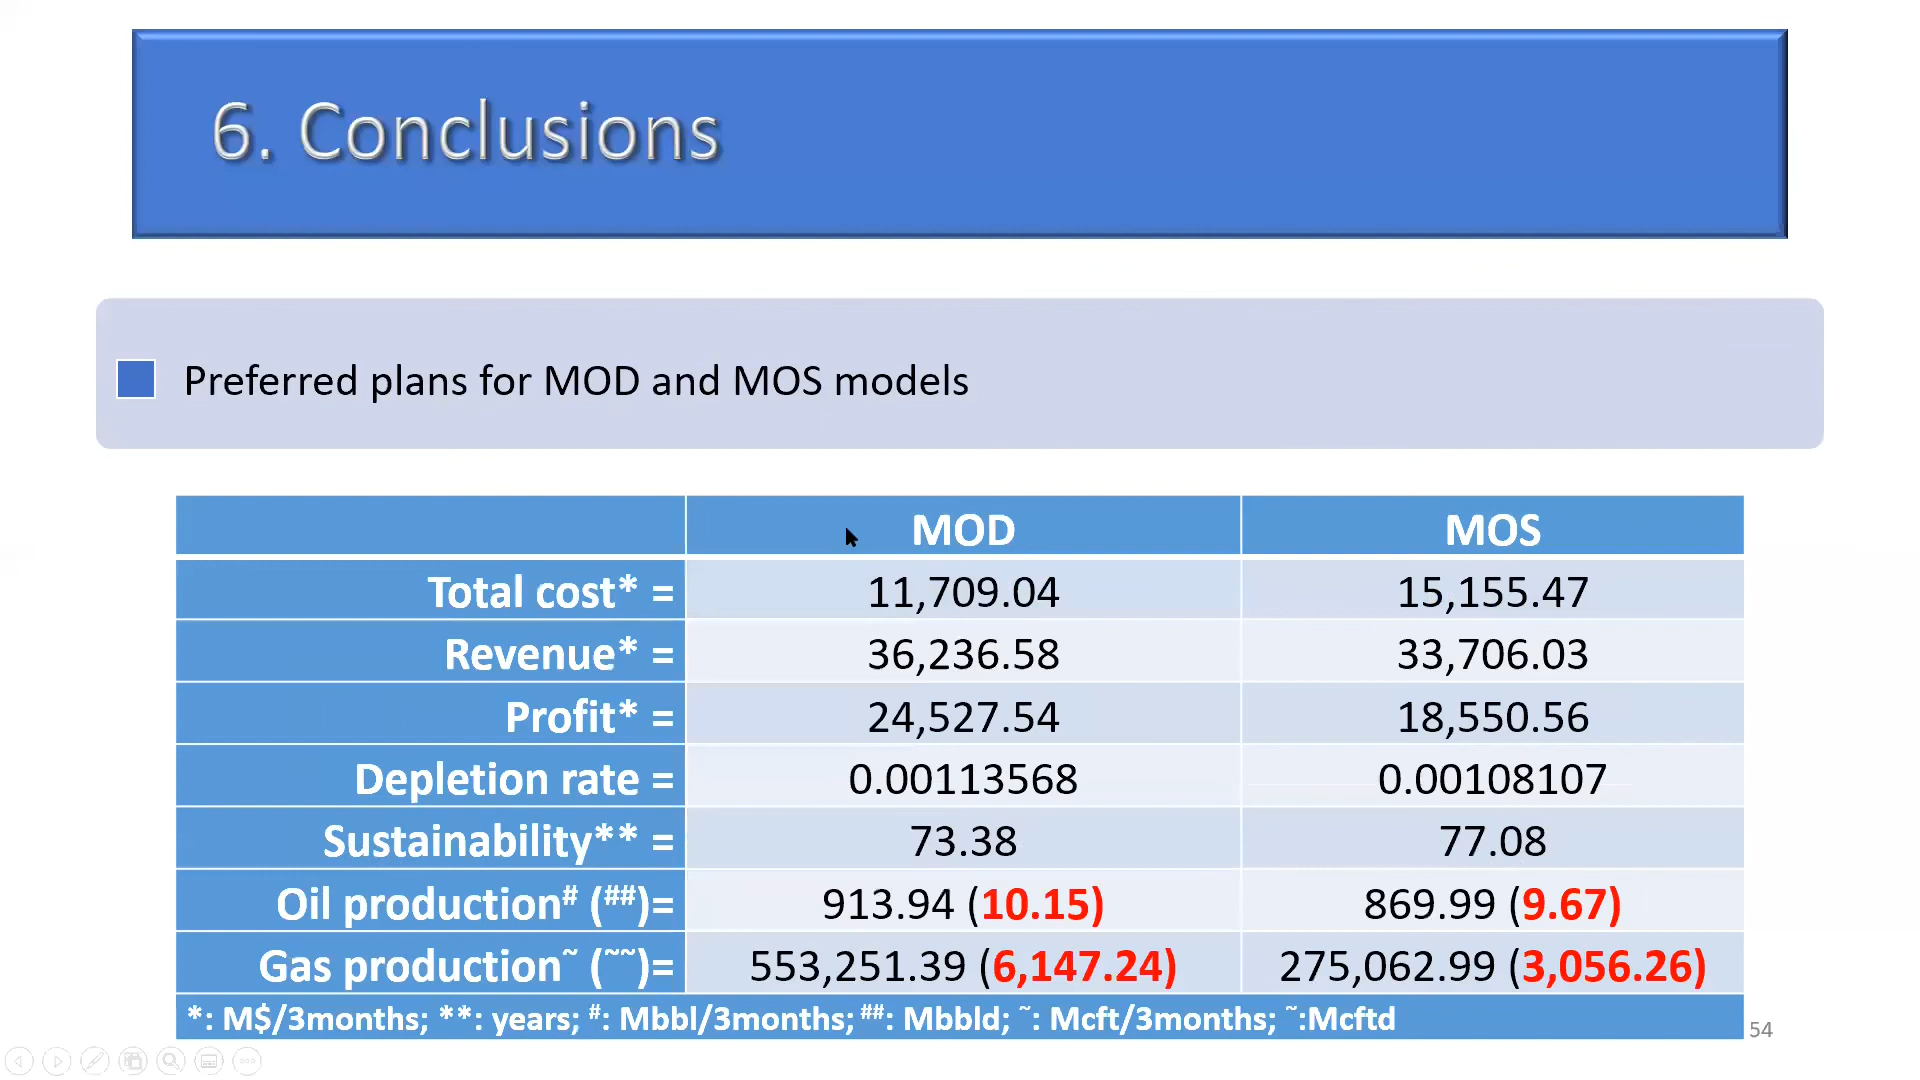 6. Conclusions
Preferred plans for MOD and MOS models
MOD MOS
Total cost* = 11,709.04 15,155.47
Revenue* = 36,236.58 33,706.03
Profit* = 24,527.54 18,550.56
Depletion rate = 0.00113568 0.00108107
Sustainability** = 73.38 77.08
Oil production# (##)= 913.94 (10.15) 869.99 (9.67)
Gas production˜ (˜˜)= 553,251.39 (6,147.24) 275,062.99 (3,056.26)
*: M$/3months; **: years; #: Mbbl/3months; ##: Mbbld; ˜: Mcft/3months; ˜:Mcftd
54